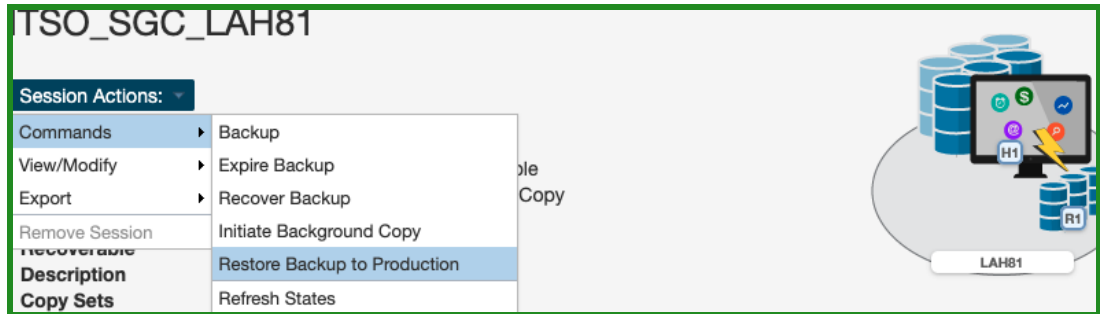 ITSO_SGC_LAH81
Session Actions:
Commands
View/Modify
Export
Remove Session
Recoverable
Description
Copy Sets
Backup
Expire Backup
Recover Backup
Initiate Background Copy
Restore Backup to Production
Refresh States
ble
Copy
$
@
H1
R1
LAH81